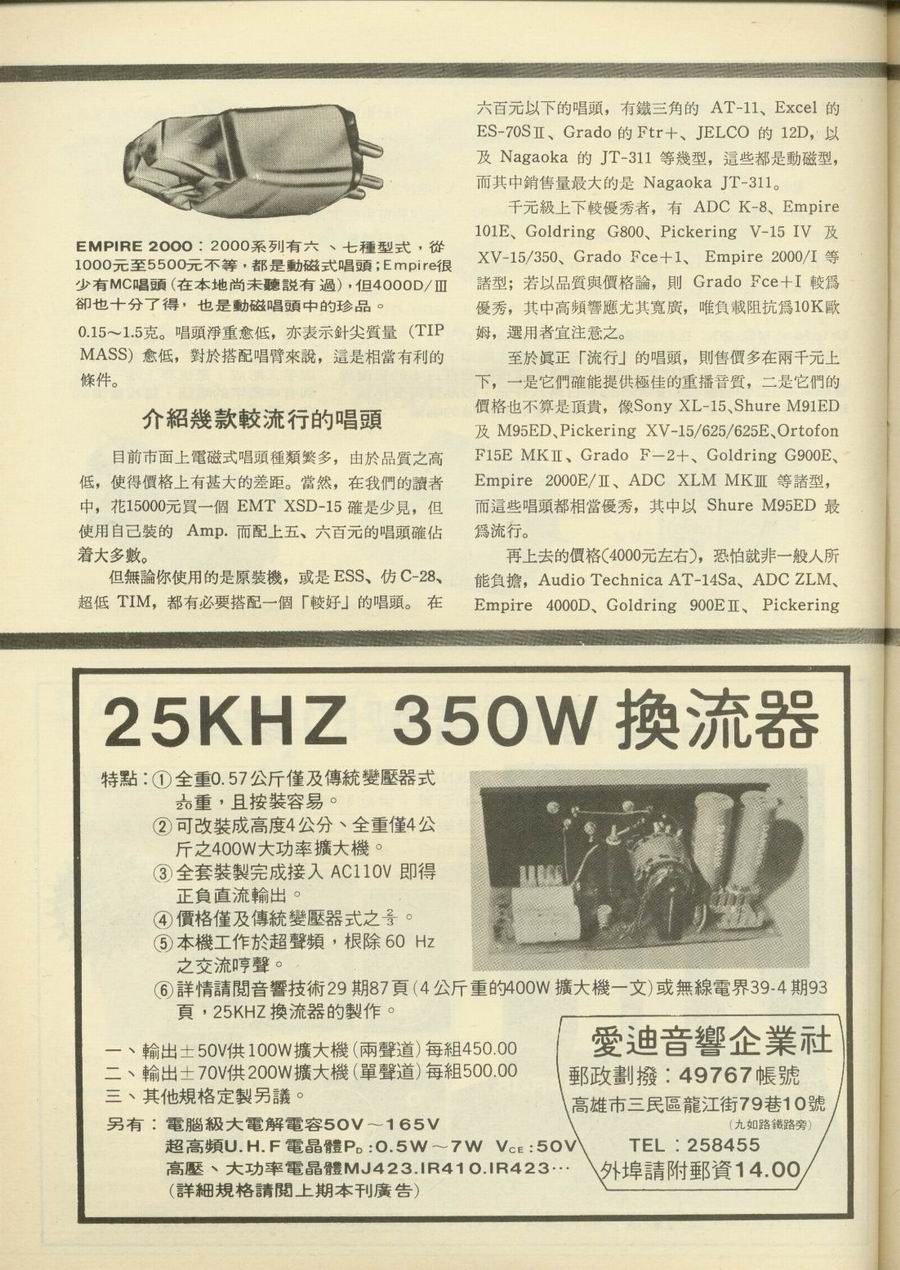 EMPIRE 2000：2000系列有六、七種型式，從
1000元至5500元不等，都是動磁式唱頭；Empire很
少有MC唱頭(在本地尚未聽説有過)，但4000D/Ⅲ
卻也十分了得，也是動磁唱頭中的珍品。
0.15～1.5克。唱頭淨重愈低，亦表示針尖質量（TIP
MASS）愈低，對於搭配唱臂來說，這是相當有利的
條件。
介紹幾款較流行的唱頭
目前市面上電磁式唱頭種類繁多，由於品質之高
低，使得價格上有甚大的差距。當然，在我們的讀者
中，花15000元買一個 EMT XSD-15 確是少見，但
使用自己裝的 Amp. 而配上五、六百元的唱頭確佔
着大多數。
但無論你使用的是原裝機，或是ESS、仿C-28、
超低 TIM，都有必要搭配一個「較好」的唱頭。 在
六百元以下的唱頭，有鐵三角的 AT-11、Excel 的
ES-70SⅡ、Grado 的 Ftr＋、JELCO 的 12D，以
及 Nagaoka 的 JT-311 等幾型，這些都是動磁型，
而其中銷售量最大的是 Nagaoka JT-311。
千元級上下較優秀者，有 ADC K-8、Empire
101E、Goldring G800、Pickering V-15 IV 及
XV-15/350、Grado Fce＋1、 Empire 2000/I 等
諸型；若以品質與價格論，則 Grado Fce＋I 較爲
優秀，其中高頻響應尤其寬廣，唯負載阻抗爲10K歐
姆，選用者宜注意之。
至於眞正「流行」的唱頭，則售價多在兩千元上
下，一是它們確能提供極佳的重播音質，二是它們的
價格也不算是頂貴，像Sony XL-15、Shure M91ED
及 M95ED、Pickering XV-15/625/625E、Ortofon
F15E MKⅡ、Grado F－2＋、Goldring G900E、
Empire 2000E/Ⅱ、ADC XLM MKⅢ 等諸型，
而這些唱頭都相當優秀，其中以 Shure M95ED 最
爲流行。
再上去的價格(4000元左右)，恐怕就非一般人所
能負擔，Audio Technica AT-14Sa、ADC ZLM、
Empire 4000D、Goldring 900EⅡ、 Pickering
25KHZ 350W 換流器
特點：①全重0.57公斤僅及傳統變壓器式
1/20重，且按裝容易。
②可改裝成高度4公分、全重僅4公
斤之400W大功率擴大機。
③全套裝製完成接入 AC110V 即得
正負直流輸出。
④價格僅及傳統變壓器式之2/3。
⑤本機工作於超聲頻，根除60 Hz
之交流哼聲。
⑥詳情請閲音響技術29期87頁(4公斤重的400W擴大機一文)或無線電界39-4期93
頁，25KHZ換流器的製作。
一、輸出±50V供100W擴大機(兩聲道)每組450.00
二、輸出±70V供200W擴大機(單聲道)每組500.00
三、其他規格定製另議。
另有：電腦級大電解電容50V～165V
超高頻U.H.F電晶體PD:0.5W～7W VCE:50V
高壓、大功率電晶體MJ423.IR410.IR423…
(詳細規格請閲上期本刊廣告)
愛迪音響企業社
郵政劃撥：49767帳號
高雄市三民區龍江街79巷10號
(九如路鐵路旁)
TEL：258455
外埠請附郵資14.00